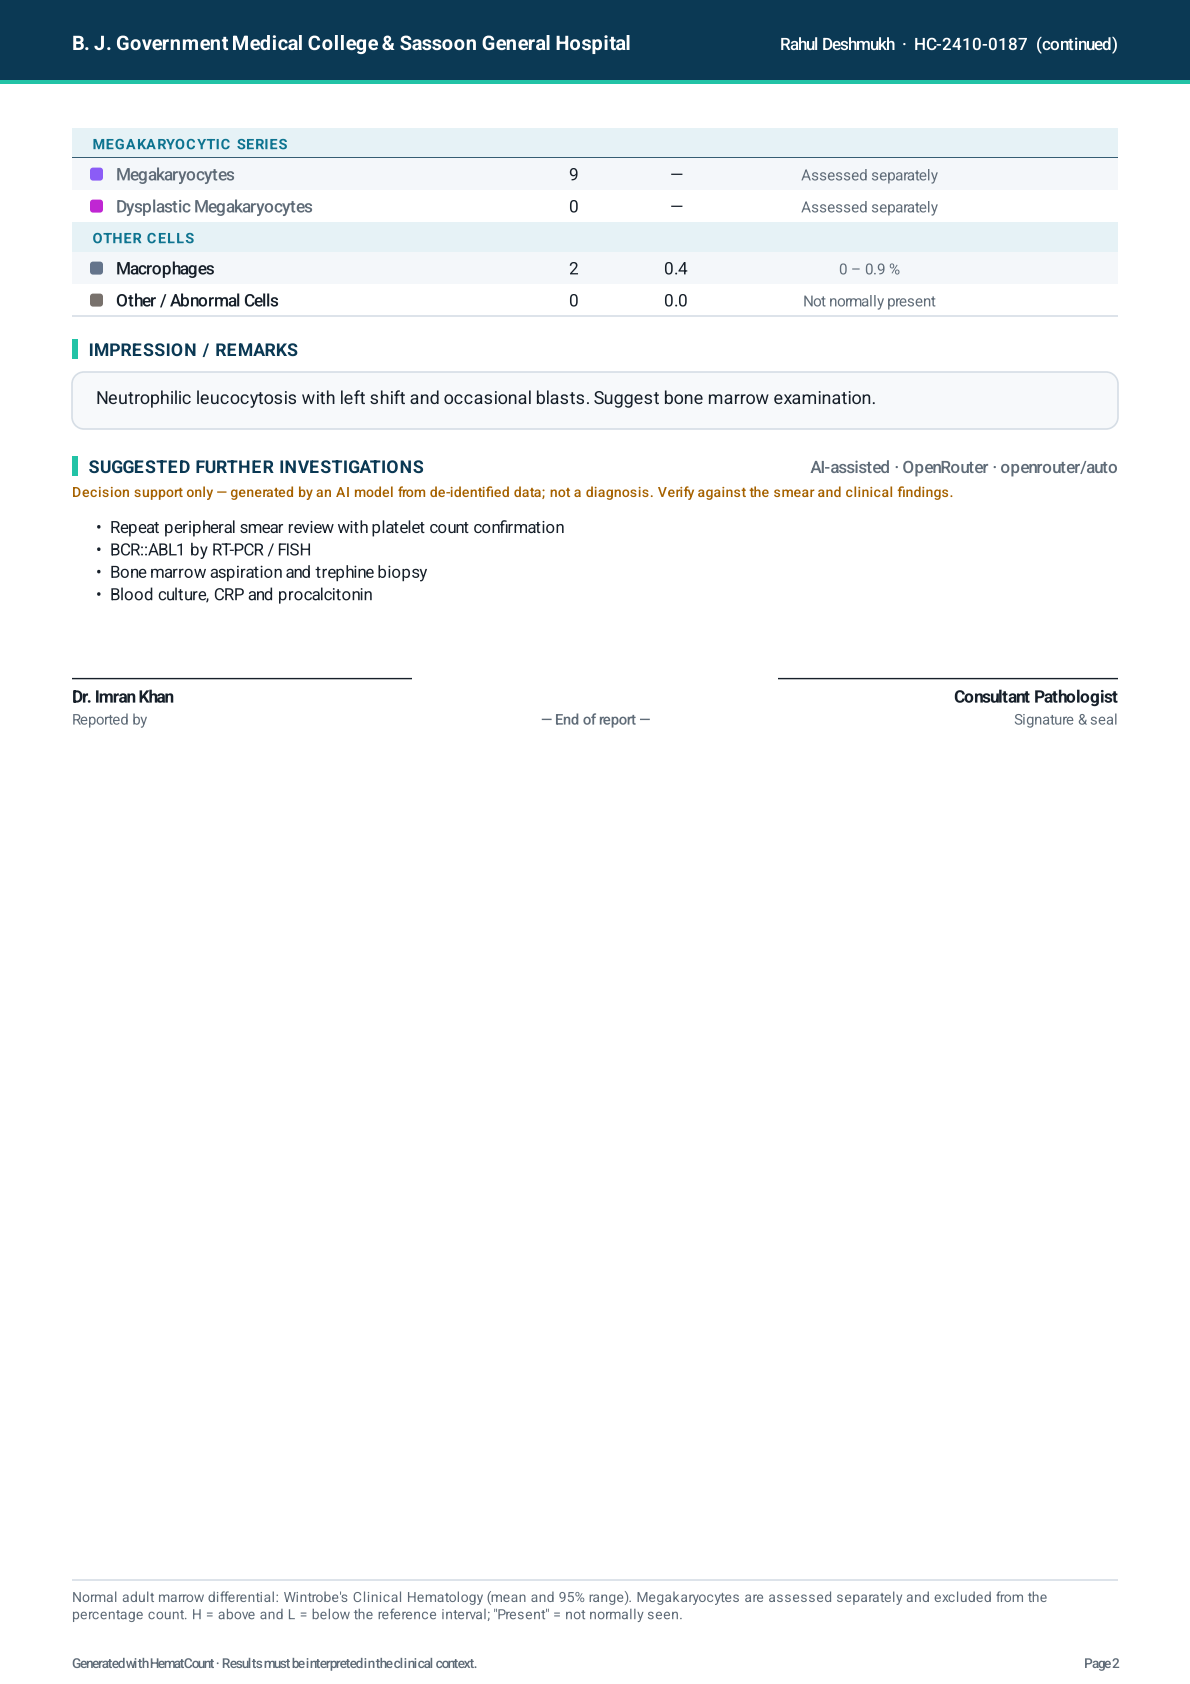 B. J. Government Medical College & Sassoon General Hospital
Rahul Deshmukh · HC-2410-0187 (continued)
MEGAKARYOCYTIC SERIES
Megakaryocytes 9 — Assessed separately
Dysplastic Megakaryocytes 0 — Assessed separately
OTHER CELLS
Macrophages 2 0.4 0 – 0.9 %
Other / Abnormal Cells 0 0.0 Not normally present
IMPRESSION / REMARKS
Neutrophilic leucocytosis with left shift and occasional blasts. Suggest bone marrow examination.
SUGGESTED FURTHER INVESTIGATIONS
AI-assisted · OpenRouter · openrouter/auto
Decision support only — generated by an AI model from de-identified data; not a diagnosis. Verify against the smear and clinical findings.
• Repeat peripheral smear review with platelet count confirmation
• BCR::ABL1 by RT-PCR / FISH
• Bone marrow aspiration and trephine biopsy
• Blood culture, CRP and procalcitonin
Dr. Imran Khan
Consultant Pathologist
Reported by
— End of report —
Signature & seal
Normal adult marrow differential: Wintrobe's Clinical Hematology (mean and 95% range). Megakaryocytes are assessed separately and excluded from the
percentage count. H = above and L = below the reference interval; "Present" = not normally seen.
Generated with HematCount · Results must be interpreted in the clinical context.
Page 2